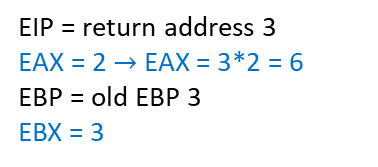 EIP = return address 3
EAX = 2 → EAX = 3*2 = 6
EBP = old EBP 3
EBX = 3